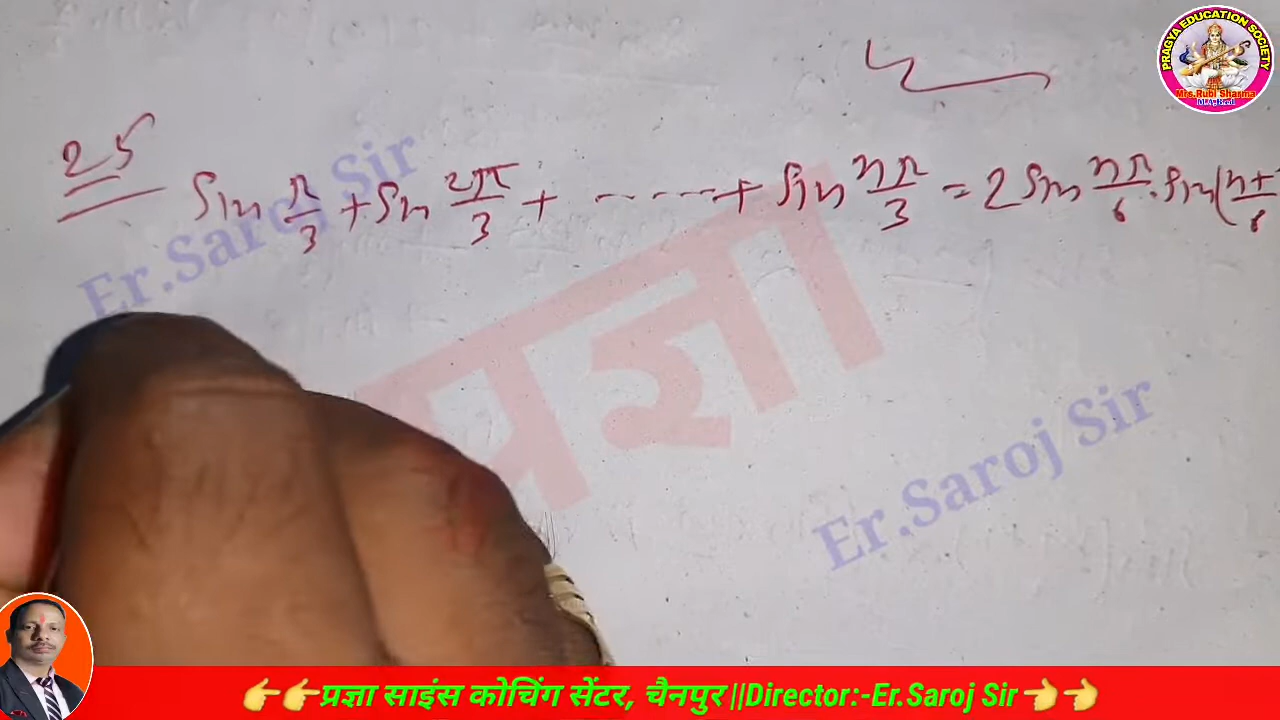 PRAGYA EDUCATION SOCIETY
Mrs.Rubi Sharma
25
Sin π/3 + Sin 2π/3 + ------+ Sin nπ/3 = 2 Sin nπ/6 . Sin (n+
6
Er.Saroj Sir
प्रज्ञा
Er.Saroj Sir
👉👉प्रज्ञा साइंस कोचिंग सेंटर, चैनपुर ||Director:-Er.Saroj Sir👈👈